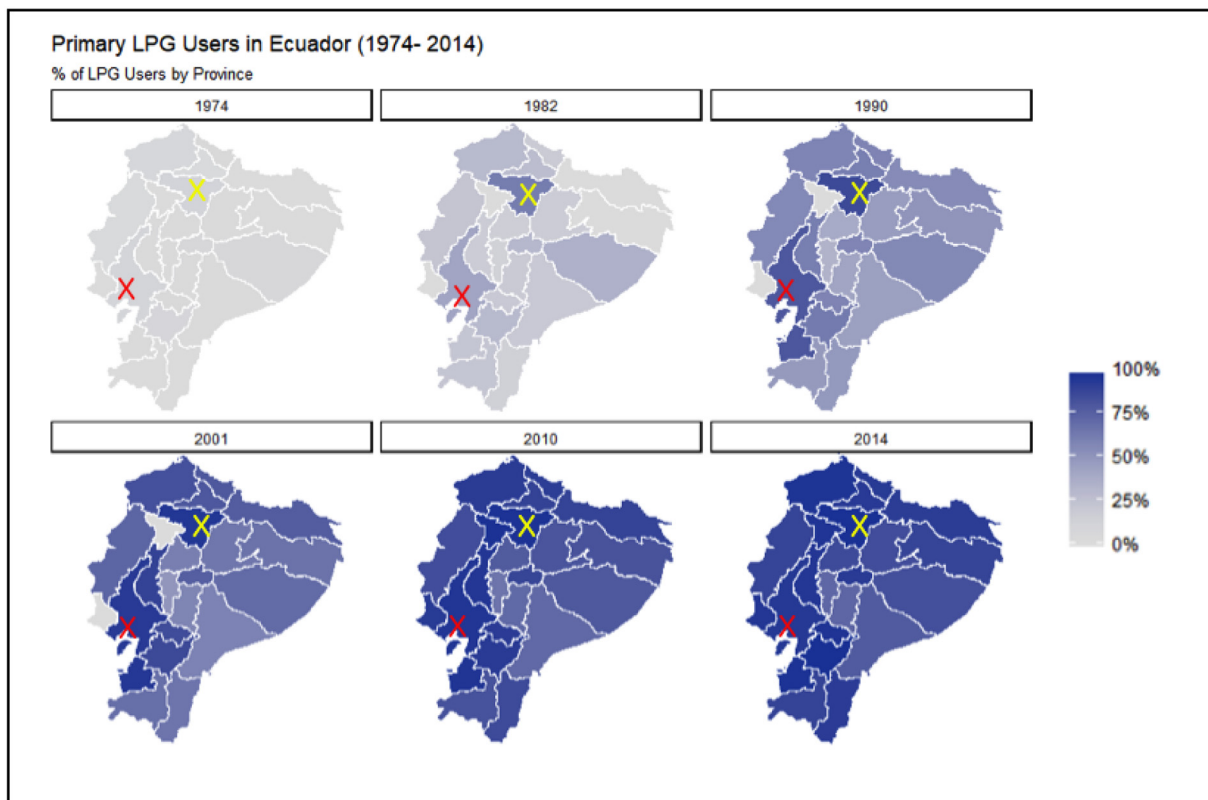 Primary LPG Users in Ecuador (1974- 2014)
% of LPG Users by Province
1974
1982
1990
X
X
X
X
X
X
100%
75%
50%
25%
0%
2001
2010
2014
X
X
X
X
X
X